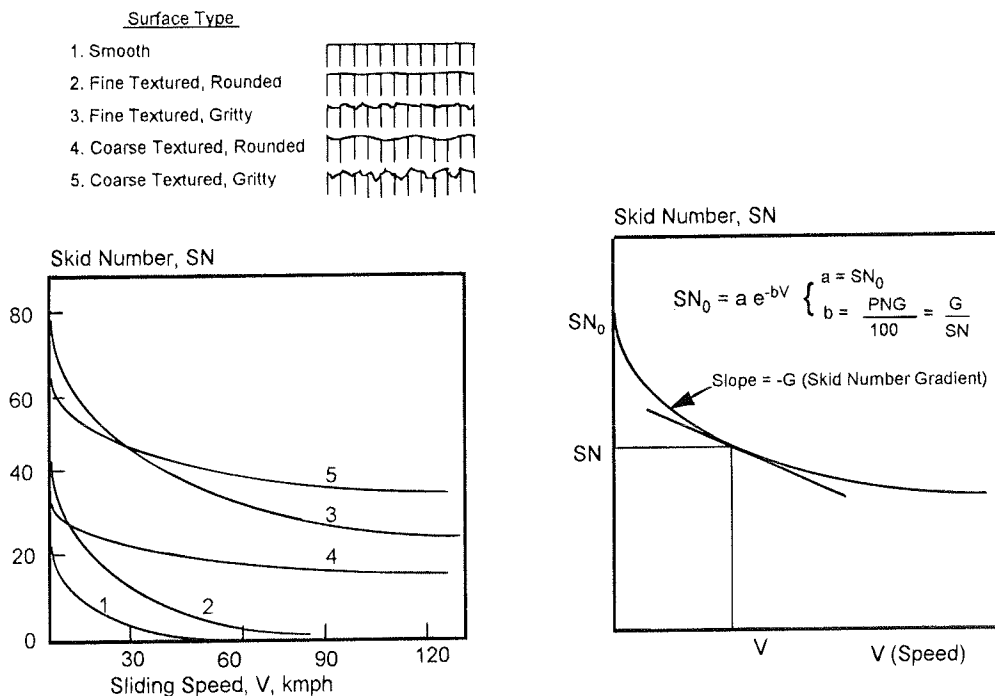 Surface Type
1. Smooth
2. Fine Textured, Rounded
3. Fine Textured, Gritty
4. Coarse Textured, Rounded
5. Coarse Textured, Gritty
Skid Number, SN
80
60
40
20
0
5
3
4
2
1
30
60
90
120
Sliding Speed, V, kmph
Skid Number, SN
SN₀ = a e^-bV { a = SN₀
b = PNG/100 = G/SN
SN₀
Slope = -G (Skid Number Gradient)
SN
V
V (Speed)